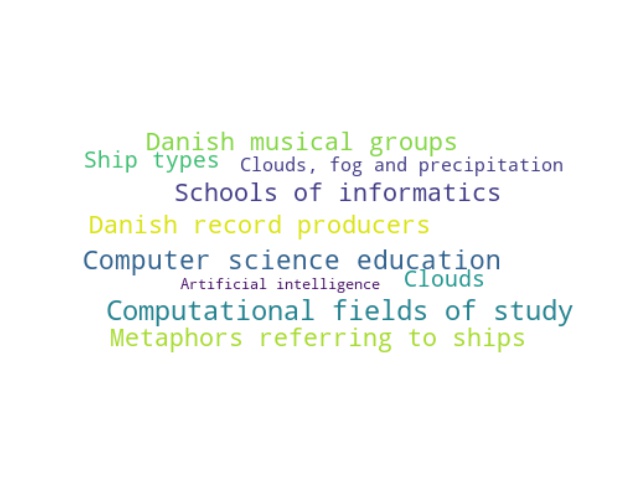 Danish musical groups
Ship types
Clouds, fog and precipitation
Schools of informatics
Danish record producers
Computer science education
Clouds
Artificial intelligence
Computational fields of study
Metaphors referring to ships